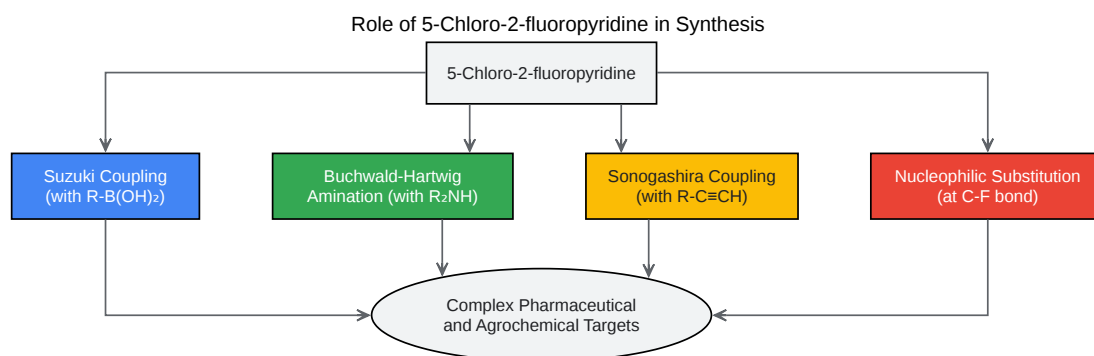 Role of 5-Chloro-2-fluoropyridine in Synthesis
5-Chloro-2-fluoropyridine
Suzuki Coupling
(with R-B(OH)₂)
Buchwald-Hartwig
Amination (with R₂NH)
Sonogashira Coupling
(with R-C≡CH)
Nucleophilic Substitution
(at C-F bond)
Complex Pharmaceutical
and Agrochemical Targets